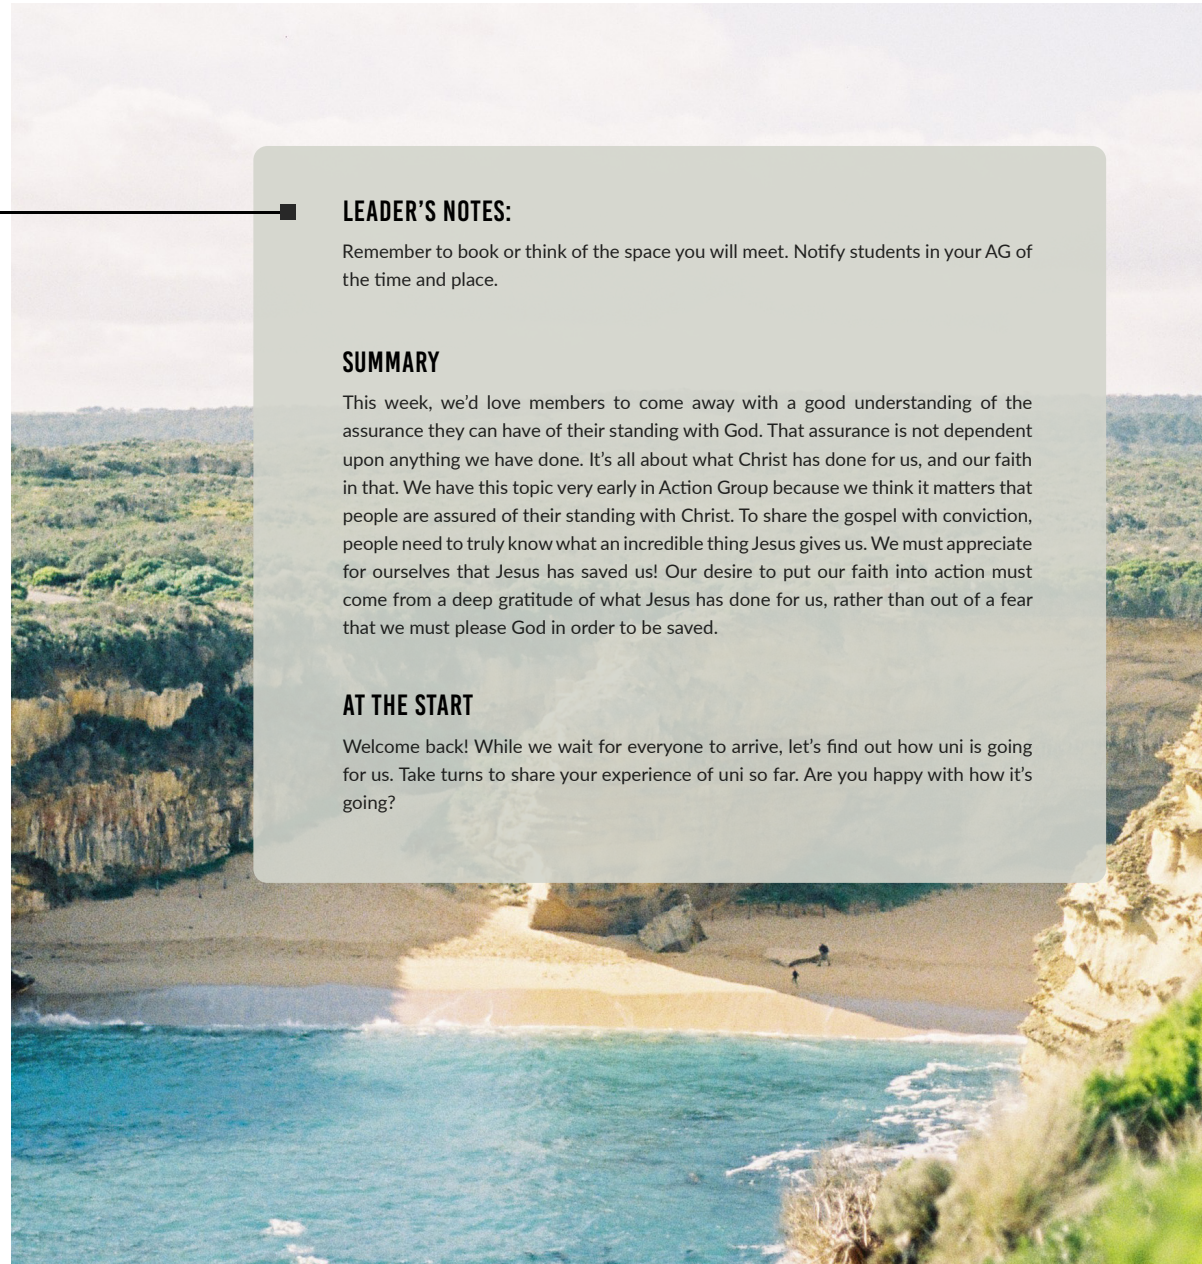 LEADER'S NOTES:
Remember to book or think of the space you will meet. Notify students in your AG of
the time and place.
SUMMARY
This week, we'd love members to come away with a good understanding of the
assurance they can have of their standing with God. That assurance is not dependent
upon anything we have done. It's all about what Christ has done for us, and our faith
in that. We have this topic very early in Action Group because we think it matters that
people are assured of their standing with Christ. To share the gospel with conviction,
people need to truly know what an incredible thing Jesus gives us. We must appreciate
for ourselves that Jesus has saved us! Our desire to put our faith into action must
come from a deep gratitude of what Jesus has done for us, rather than out of a fear
that we must please God in order to be saved.
AT THE START
Welcome back! While we wait for everyone to arrive, let's find out how uni is going
for us. Take turns to share your experience of uni so far. Are you happy with how it's
going?